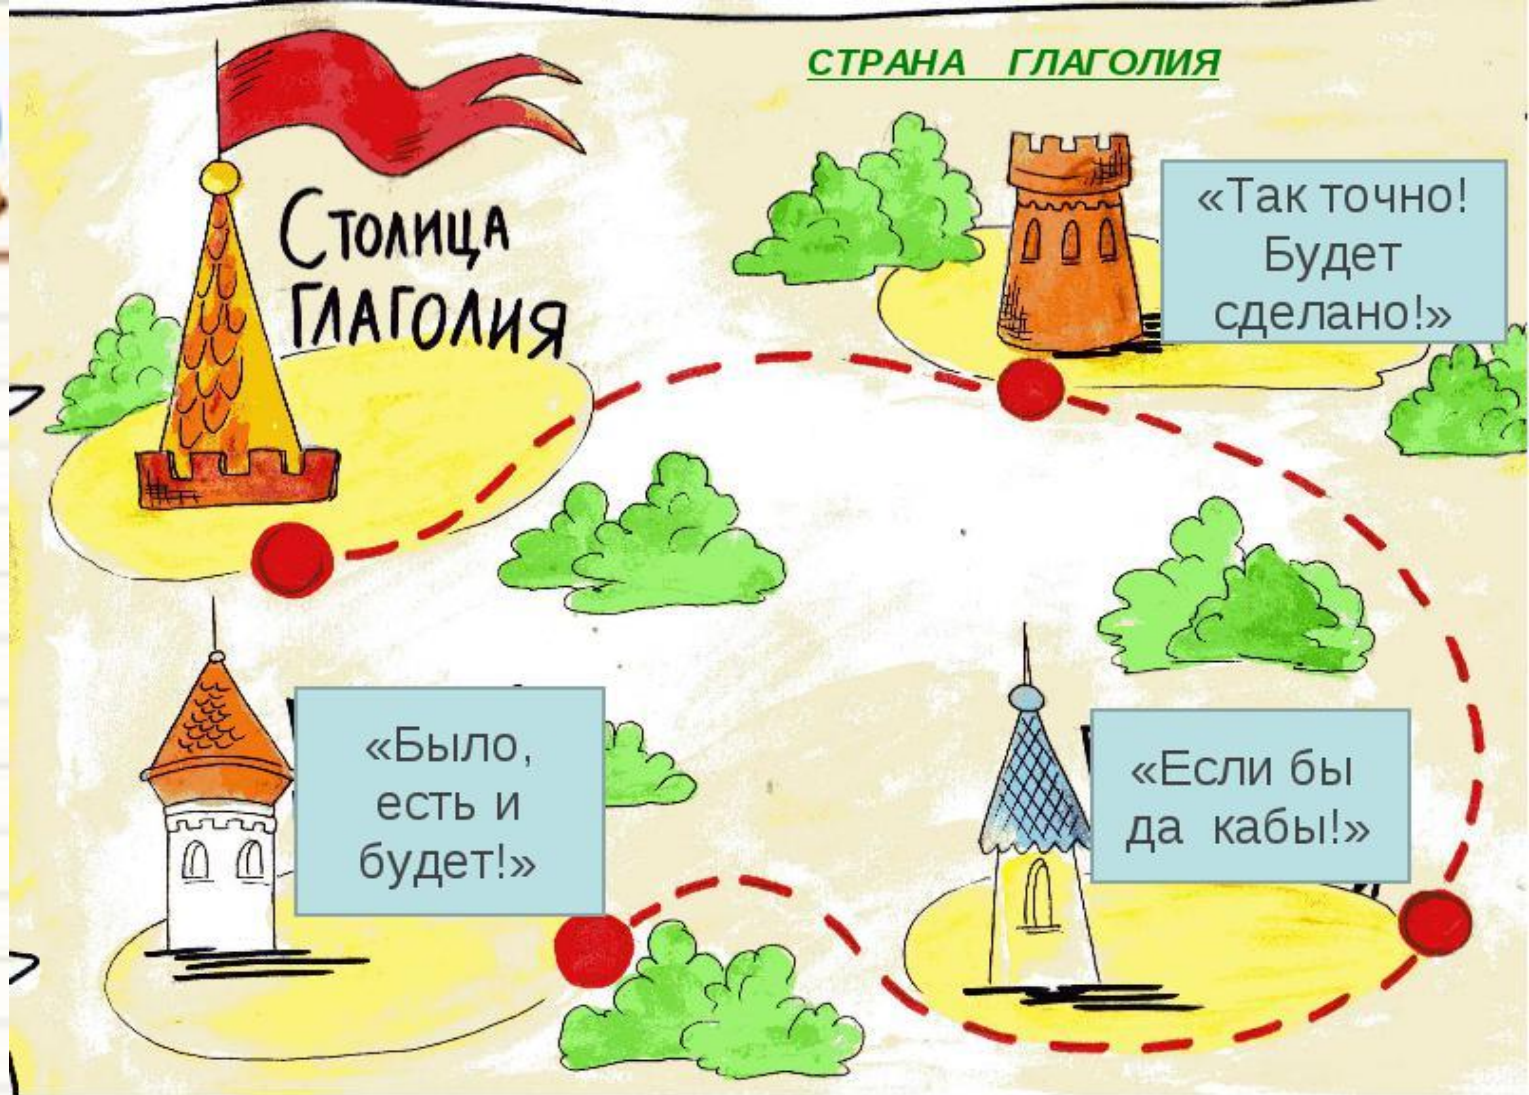 СТРАНА ГЛАГОЛИЯ
Столица
ГЛАГОЛИЯ
«Так точно!
Будет
сделано!»
«Было,
есть и
будет!»
«Если бы
да кабы!»